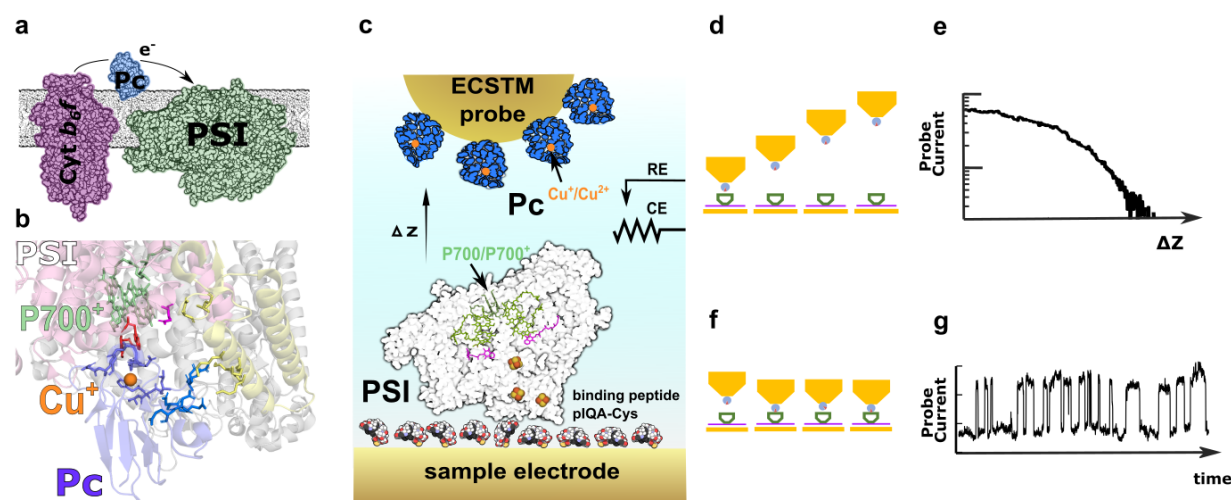 a
e-
Pc
Cyt b6f
PSI
b
PSI
P700+
Cu+
Pc
c
ECSTM
probe
Cu+/Cu2+
Pc
RE
CE
Δ z
P700/P700+
PSI
binding peptide
pIQA-Cys
sample electrode
d
e
Probe
Current
ΔZ
f
g
Probe
Current
time